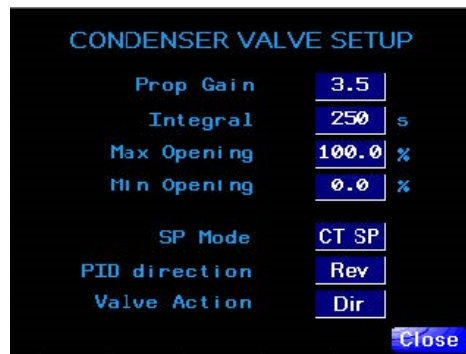 CONDENSER VALVE SETUP
Prop Gain 3.5
Integral 250 s
Max Opening 100.0 %
Min Opening 0.0 %
SP Mode CT SP
PID direction Rev
Valve Action Dir
Close